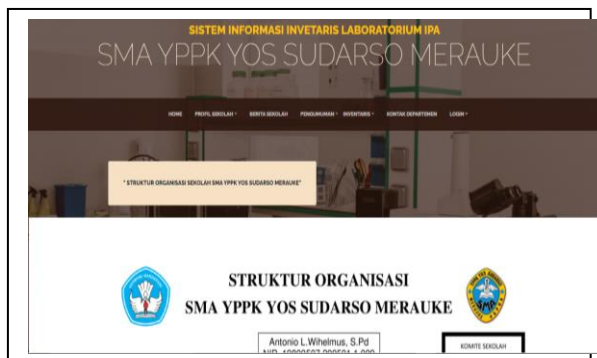 SISTEM INFORMASI INVETARIS LABORATORIUM IPA
SMA YPPK YOS SUDARSO MERAUKE
HOME PROFIL SEKOLAH BERITA SEKOLAH PENGUMUMAN INVENTARIS KONTAK DEPARTEMEN LOGIN
" STRUKTUR ORGANISASI SEKOLAH SMA YPPK YOS SUDARSO MERAUKE"
STRUKTUR ORGANISASI
SMA YPPK YOS SUDARSO MERAUKE
Antonio L.Wihelmus, S.Pd
KOMITE SEKOLAH
SMA